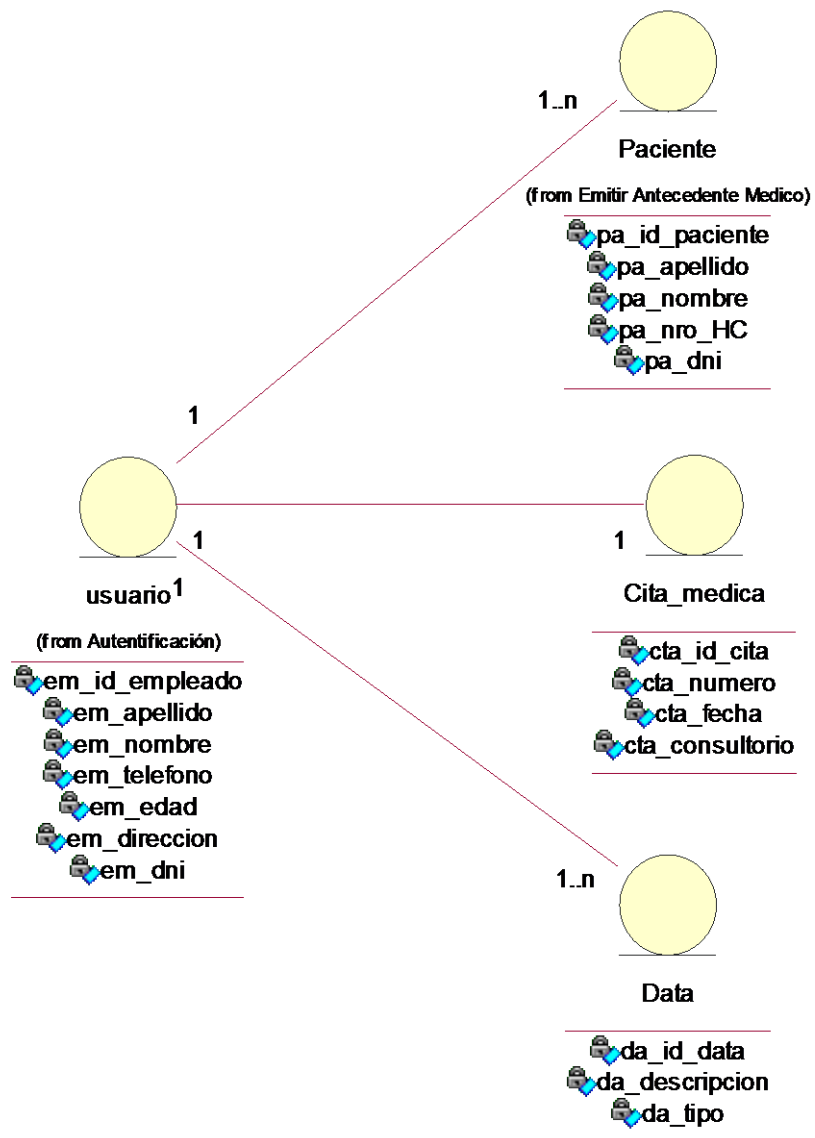 1..n
Paciente
(from Emitir Antecedente Medico)
pa_id_paciente
pa_apellido
pa_nombre
pa_nro_HC
pa_dni
1
1
1
usuario1
(from Autentificación)
em_id_empleado
em_apellido
em_nombre
em_telefono
em_edad
em_direccion
em_dni
Cita_medica
cta_id_cita
cta_numero
cta_fecha
cta_consultorio
1..n
Data
da_id_data
da_descripcion
da_tipo